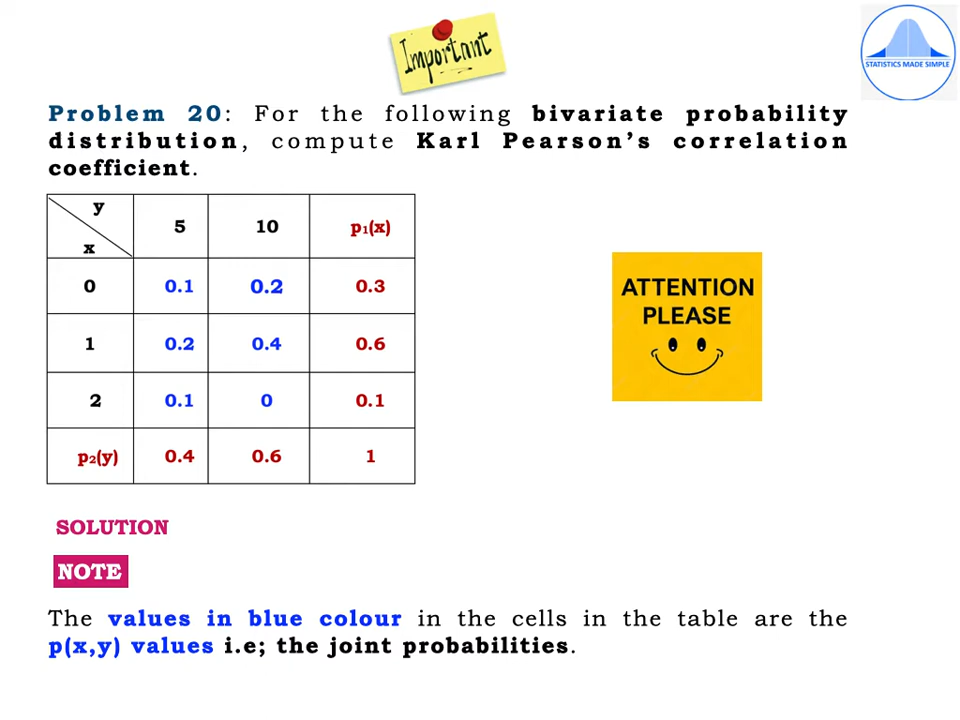 Important
STATISTICS MADE SIMPLE
Problem 20: For the following bivariate probability
distribution, compute Karl Pearson's correlation
coefficient.
y
x 5 10 p₁(x)
0 0.1 0.2 0.3
1 0.2 0.4 0.6
2 0.1 0 0.1
p₂(y) 0.4 0.6 1
ATTENTION
PLEASE
SOLUTION
NOTE
The values in blue colour in the cells in the table are the
p(x,y) values i.e; the joint probabilities.